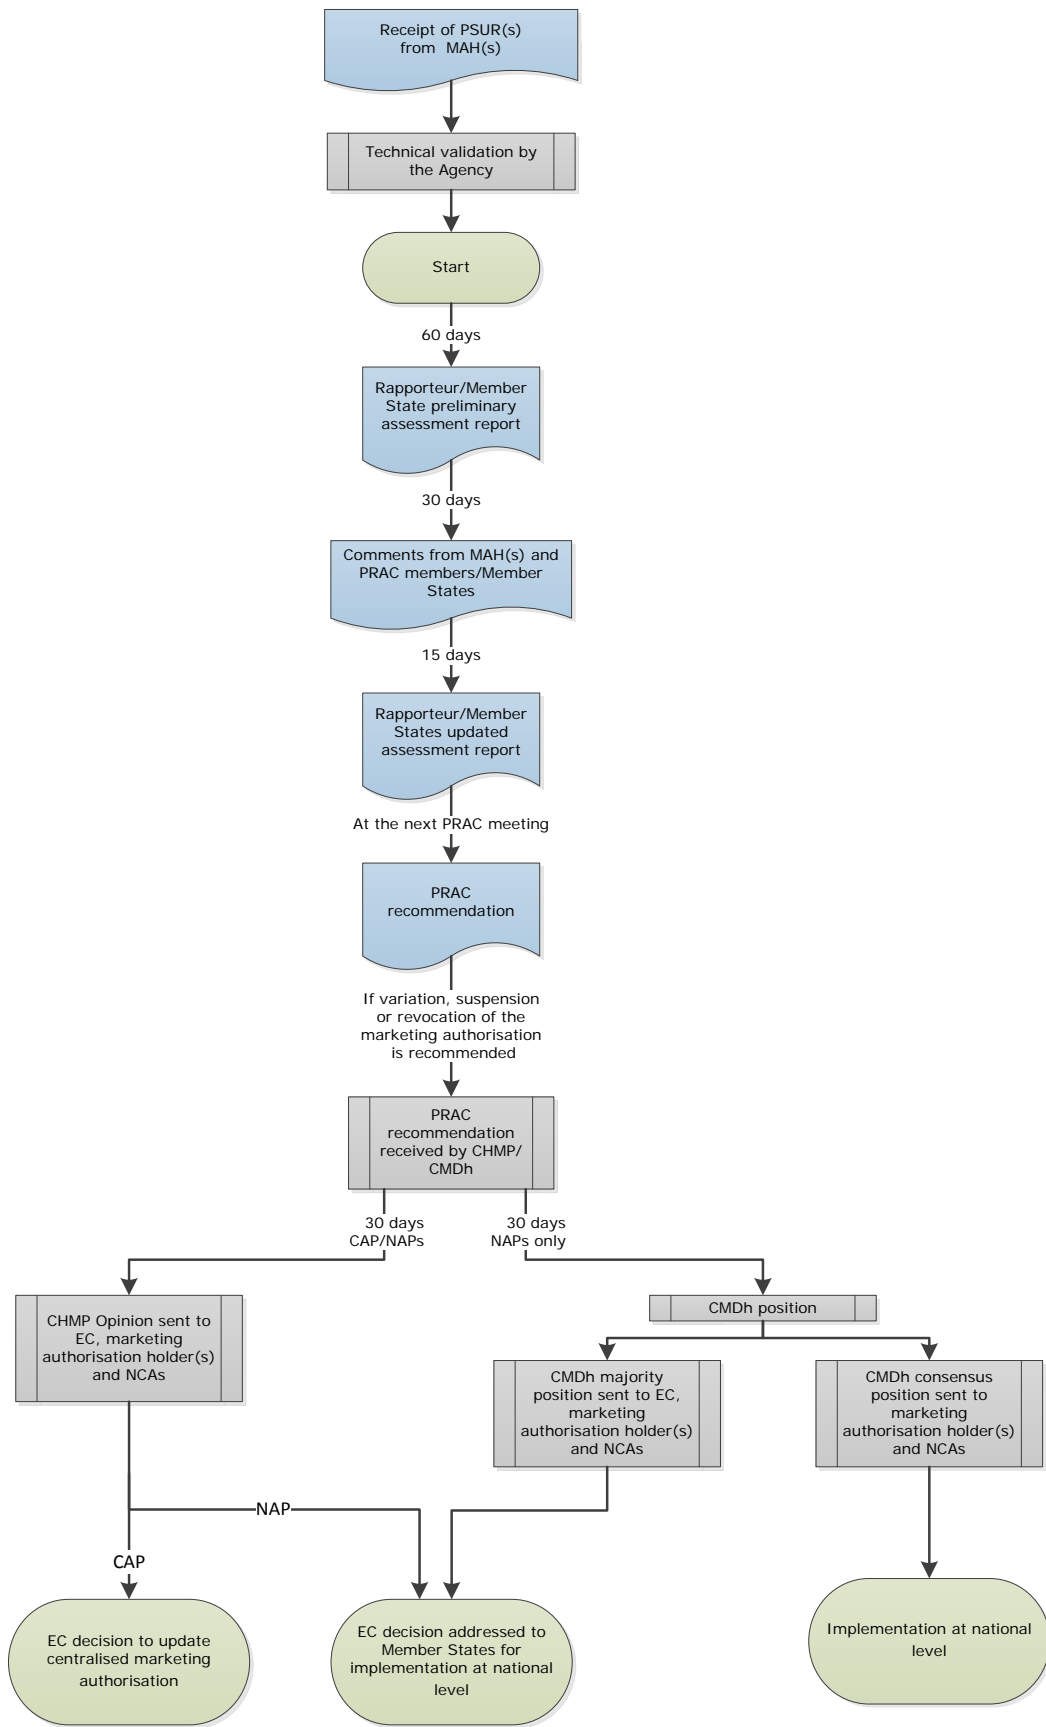 Receipt of PSUR(s)
from MAH(s)
Technical validation by
the Agency
Start
60 days
Rapporteur/Member
State preliminary
assessment report
30 days
Comments from MAH(s) and
PRAC members/Member
States
15 days
Rapporteur/Member
States updated
assessment report
At the next PRAC meeting
PRAC
recommendation
If variation, suspension
or revocation of the
marketing authorisation
is recommended
PRAC
recommendation
received by CHMP/
CMDh
30 days
CAP/NAPs
30 days
NAPs only
CHMP Opinion sent to
EC, marketing
authorisation holder(s)
and NCAs
CMDh position
CMDh majority
position sent to EC,
marketing
authorisation holder(s)
and NCAs
CMDh consensus
position sent to
marketing
authorisation holder(s)
and NCAs
NAP
CAP
EC decision to update
centralised marketing
authorisation
EC decision addressed to
Member States for
implementation at national
level
Implementation at national
level